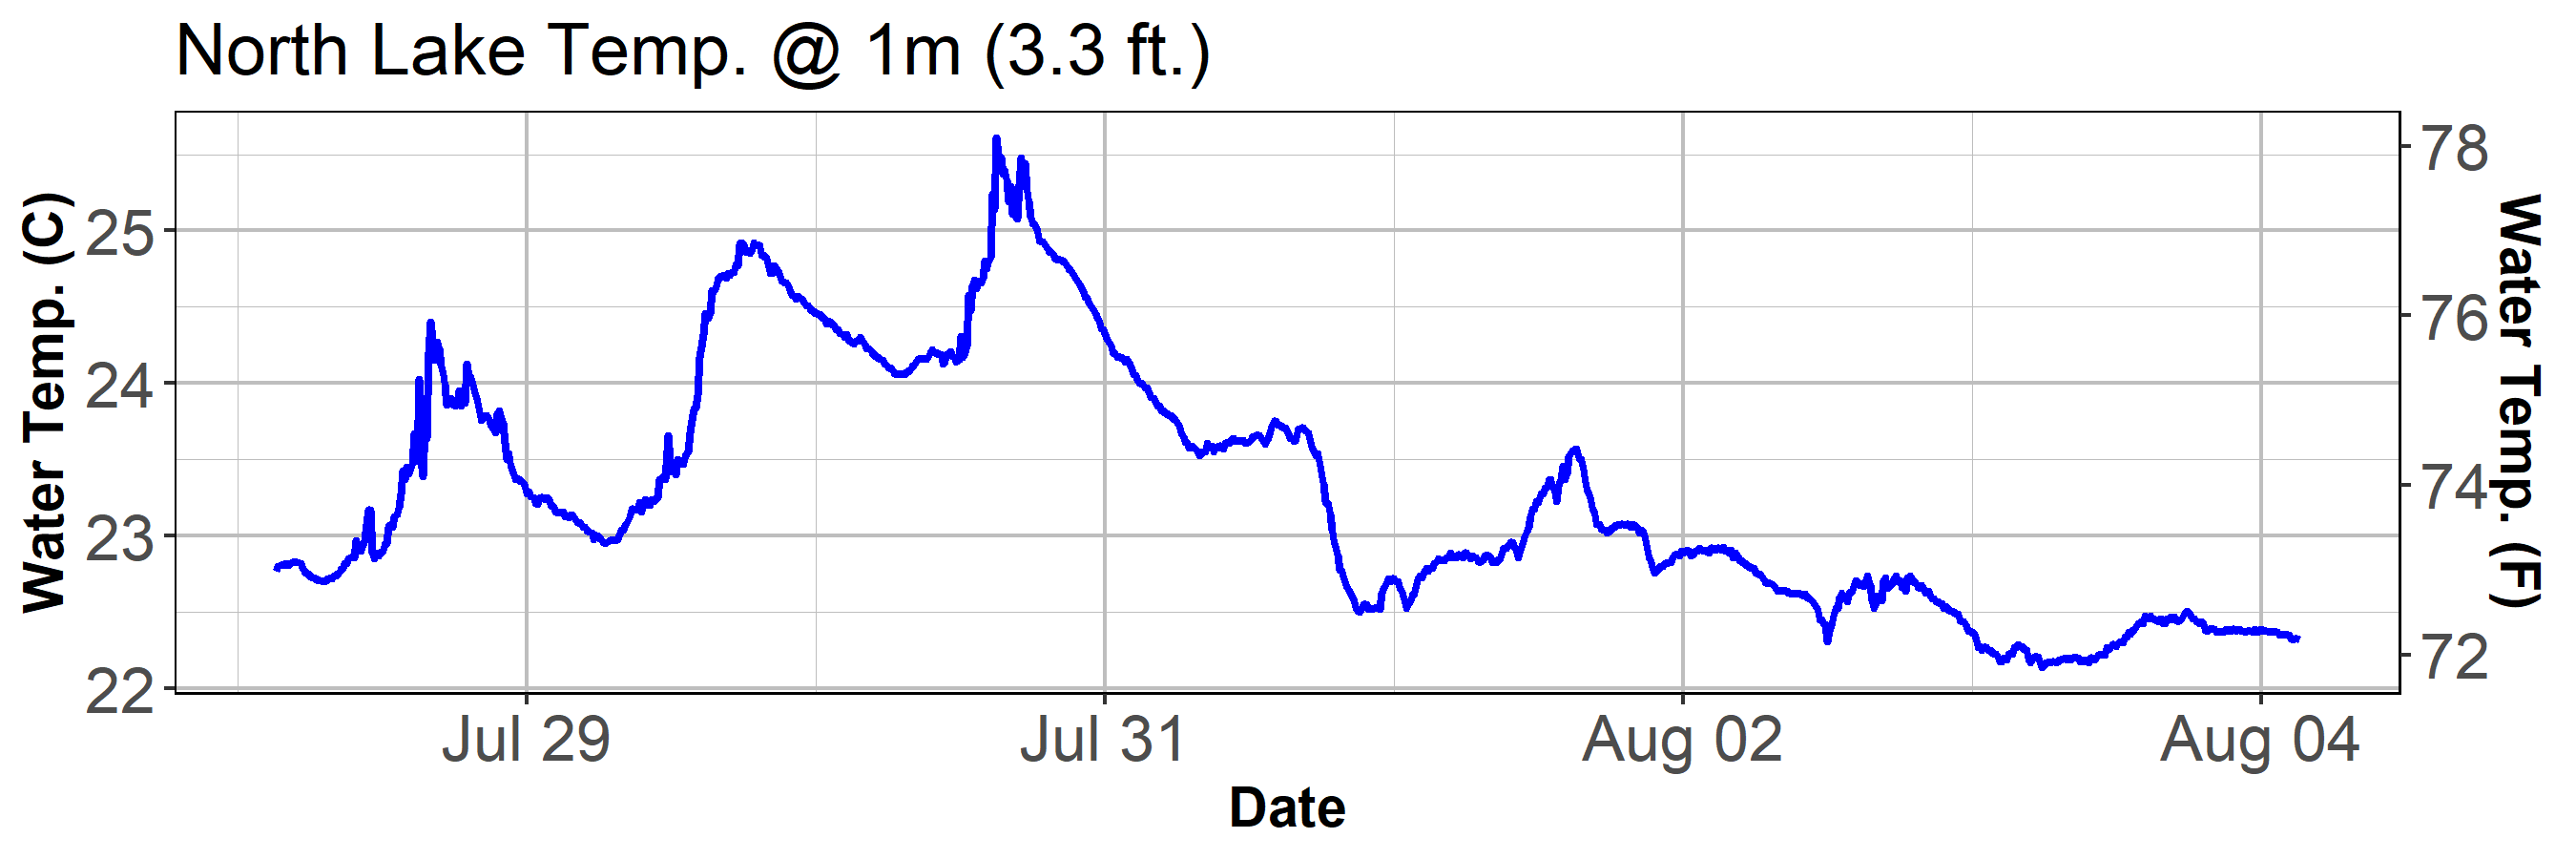 North Lake Temp. @ 1m (3.3 ft.)
Water Temp. (C)
25
24
23
22
78
76
74
72
Water Temp. (F)
Jul 29
Jul 31
Aug 02
Aug 04
Date